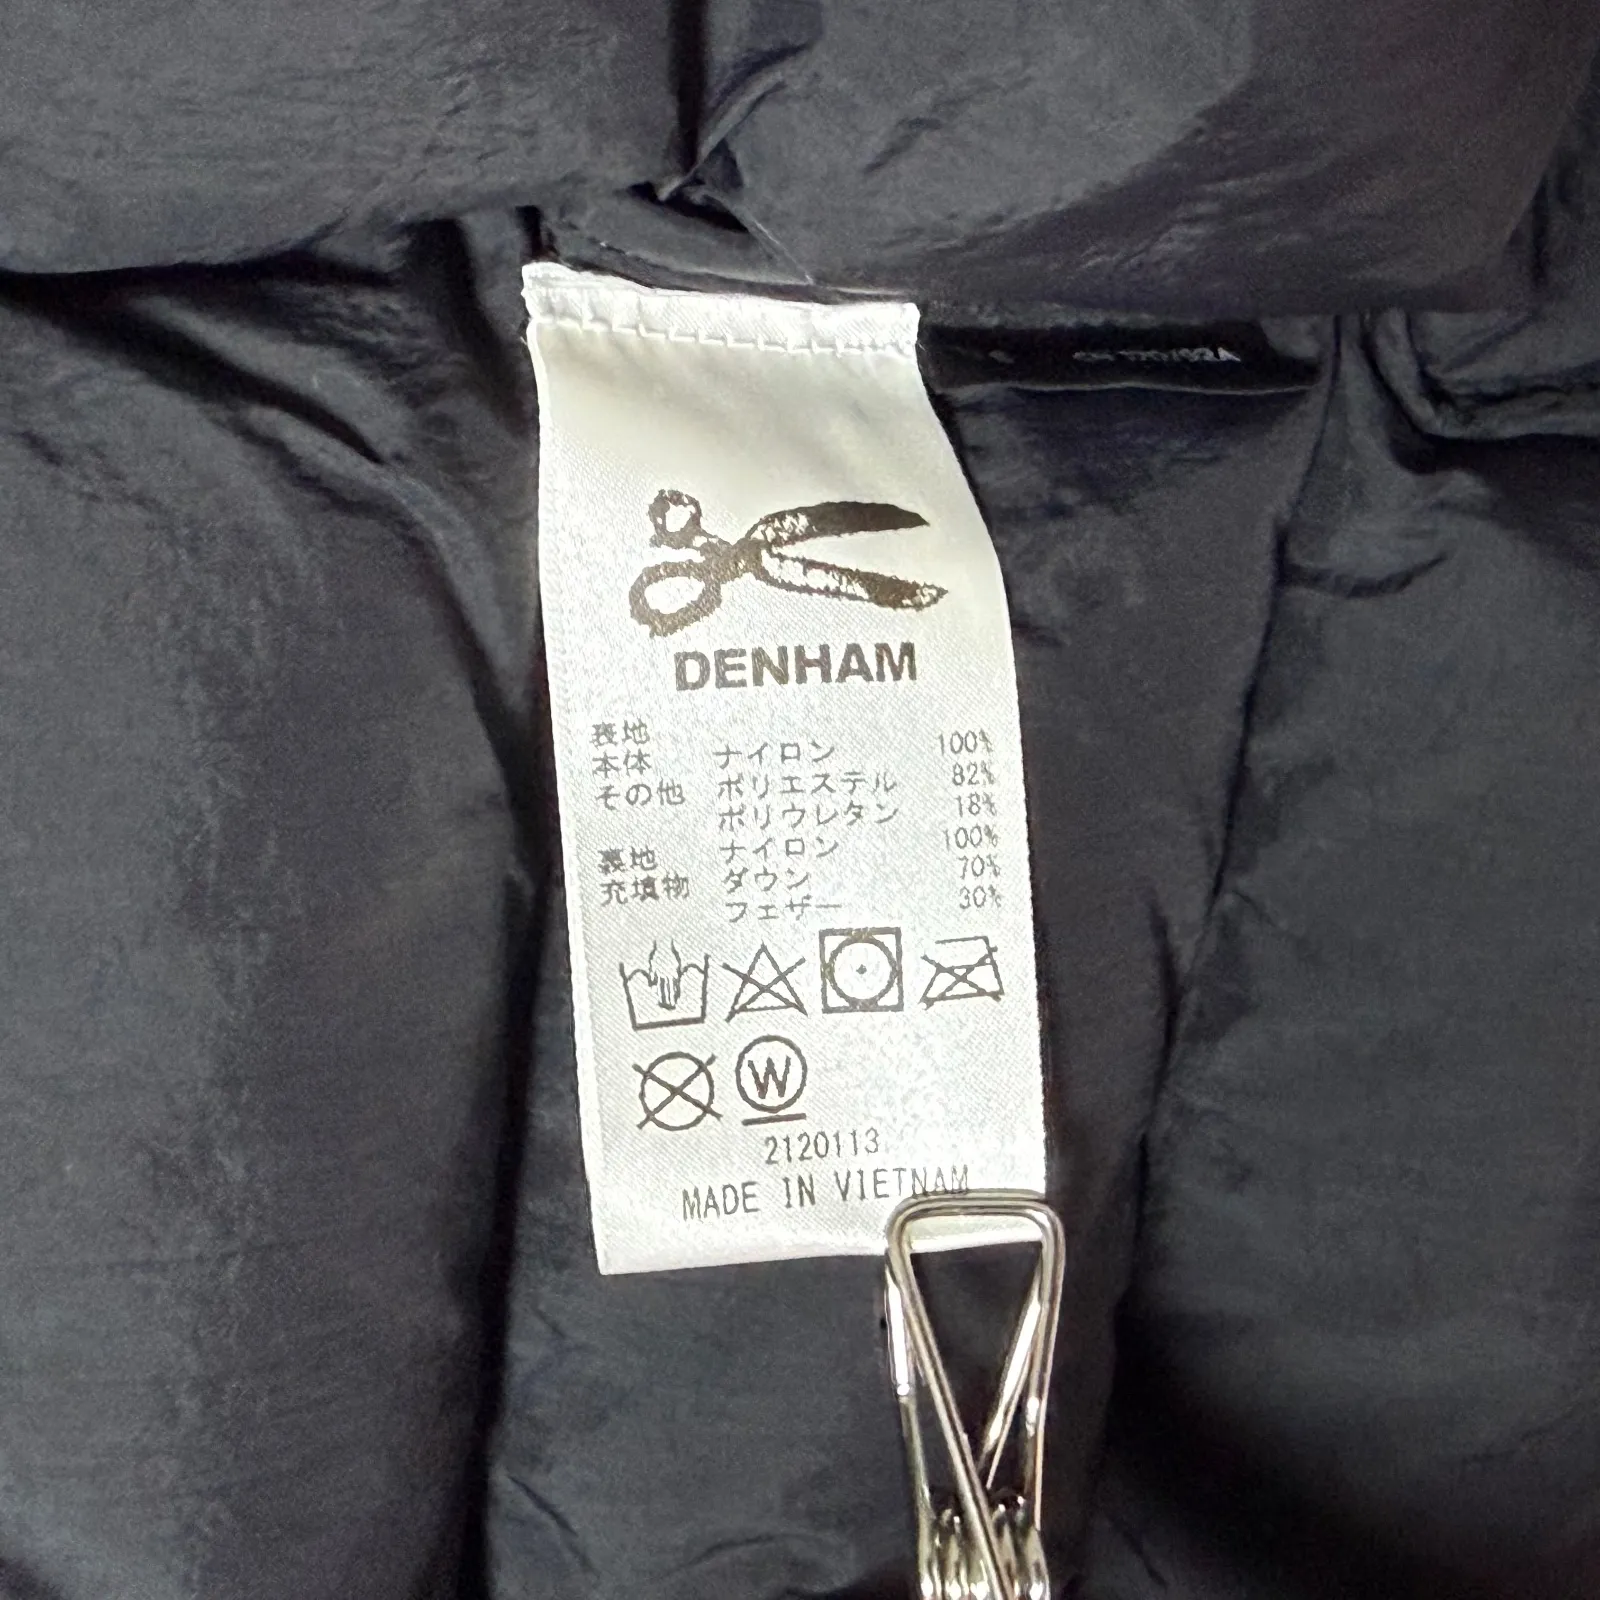 DENHAM
表地
本体 ナイロン 100%
その他 ポリエステル 82%
ポリウレタン 18%
裏地 ナイロン 100%
充填物 ダウン 70%
フェザー 30%
W
2120113
MADE IN VIETNAM